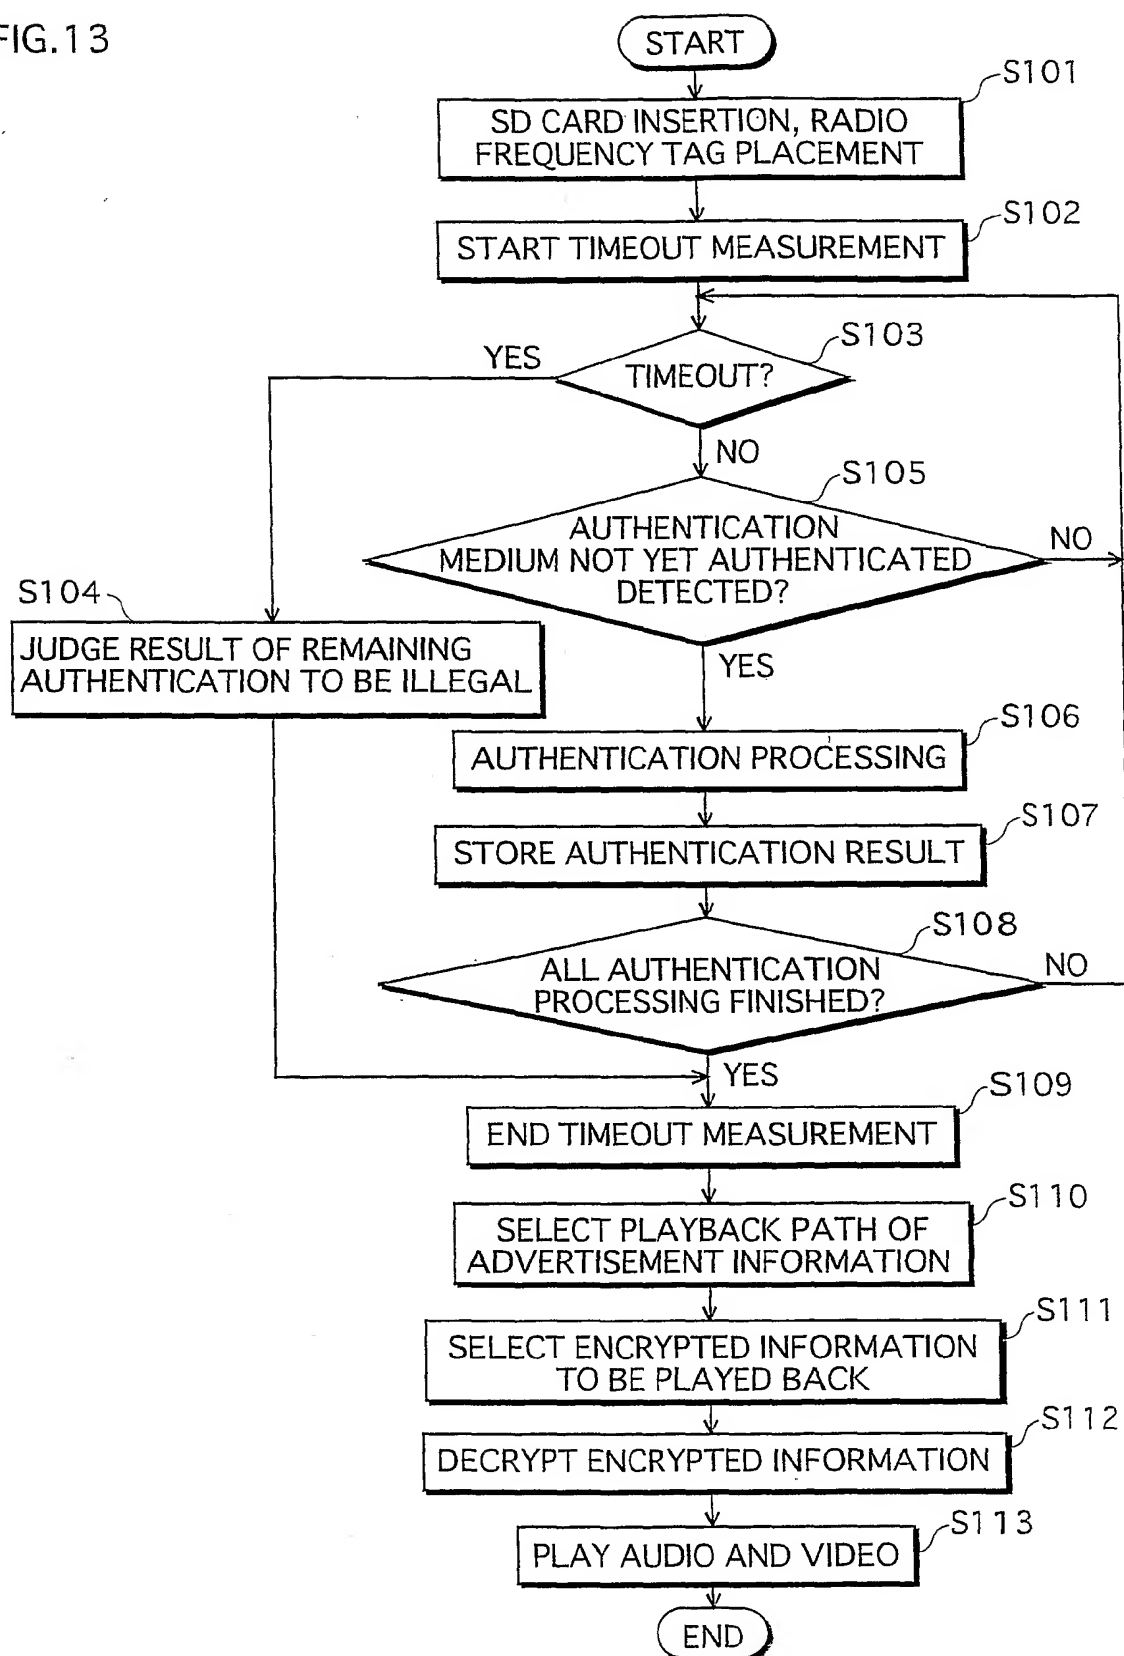 FIG.13
START
S101
SD CARD INSERTION, RADIO
FREQUENCY TAG PLACEMENT
S102
START TIMEOUT MEASUREMENT
S103
YES
TIMEOUT?
NO
S105
AUTHENTICATION
MEDIUM NOT YET AUTHENTICATED
DETECTED?
NO
S104
JUDGE RESULT OF REMAINING
AUTHENTICATION TO BE ILLEGAL
YES
S106
AUTHENTICATION PROCESSING
S107
STORE AUTHENTICATION RESULT
S108
ALL AUTHENTICATION
PROCESSING FINISHED?
NO
YES
S109
END TIMEOUT MEASUREMENT
S110
SELECT PLAYBACK PATH OF
ADVERTISEMENT INFORMATION
S111
SELECT ENCRYPTED INFORMATION
TO BE PLAYED BACK
S112
DECRYPT ENCRYPTED INFORMATION
S113
PLAY AUDIO AND VIDEO
END